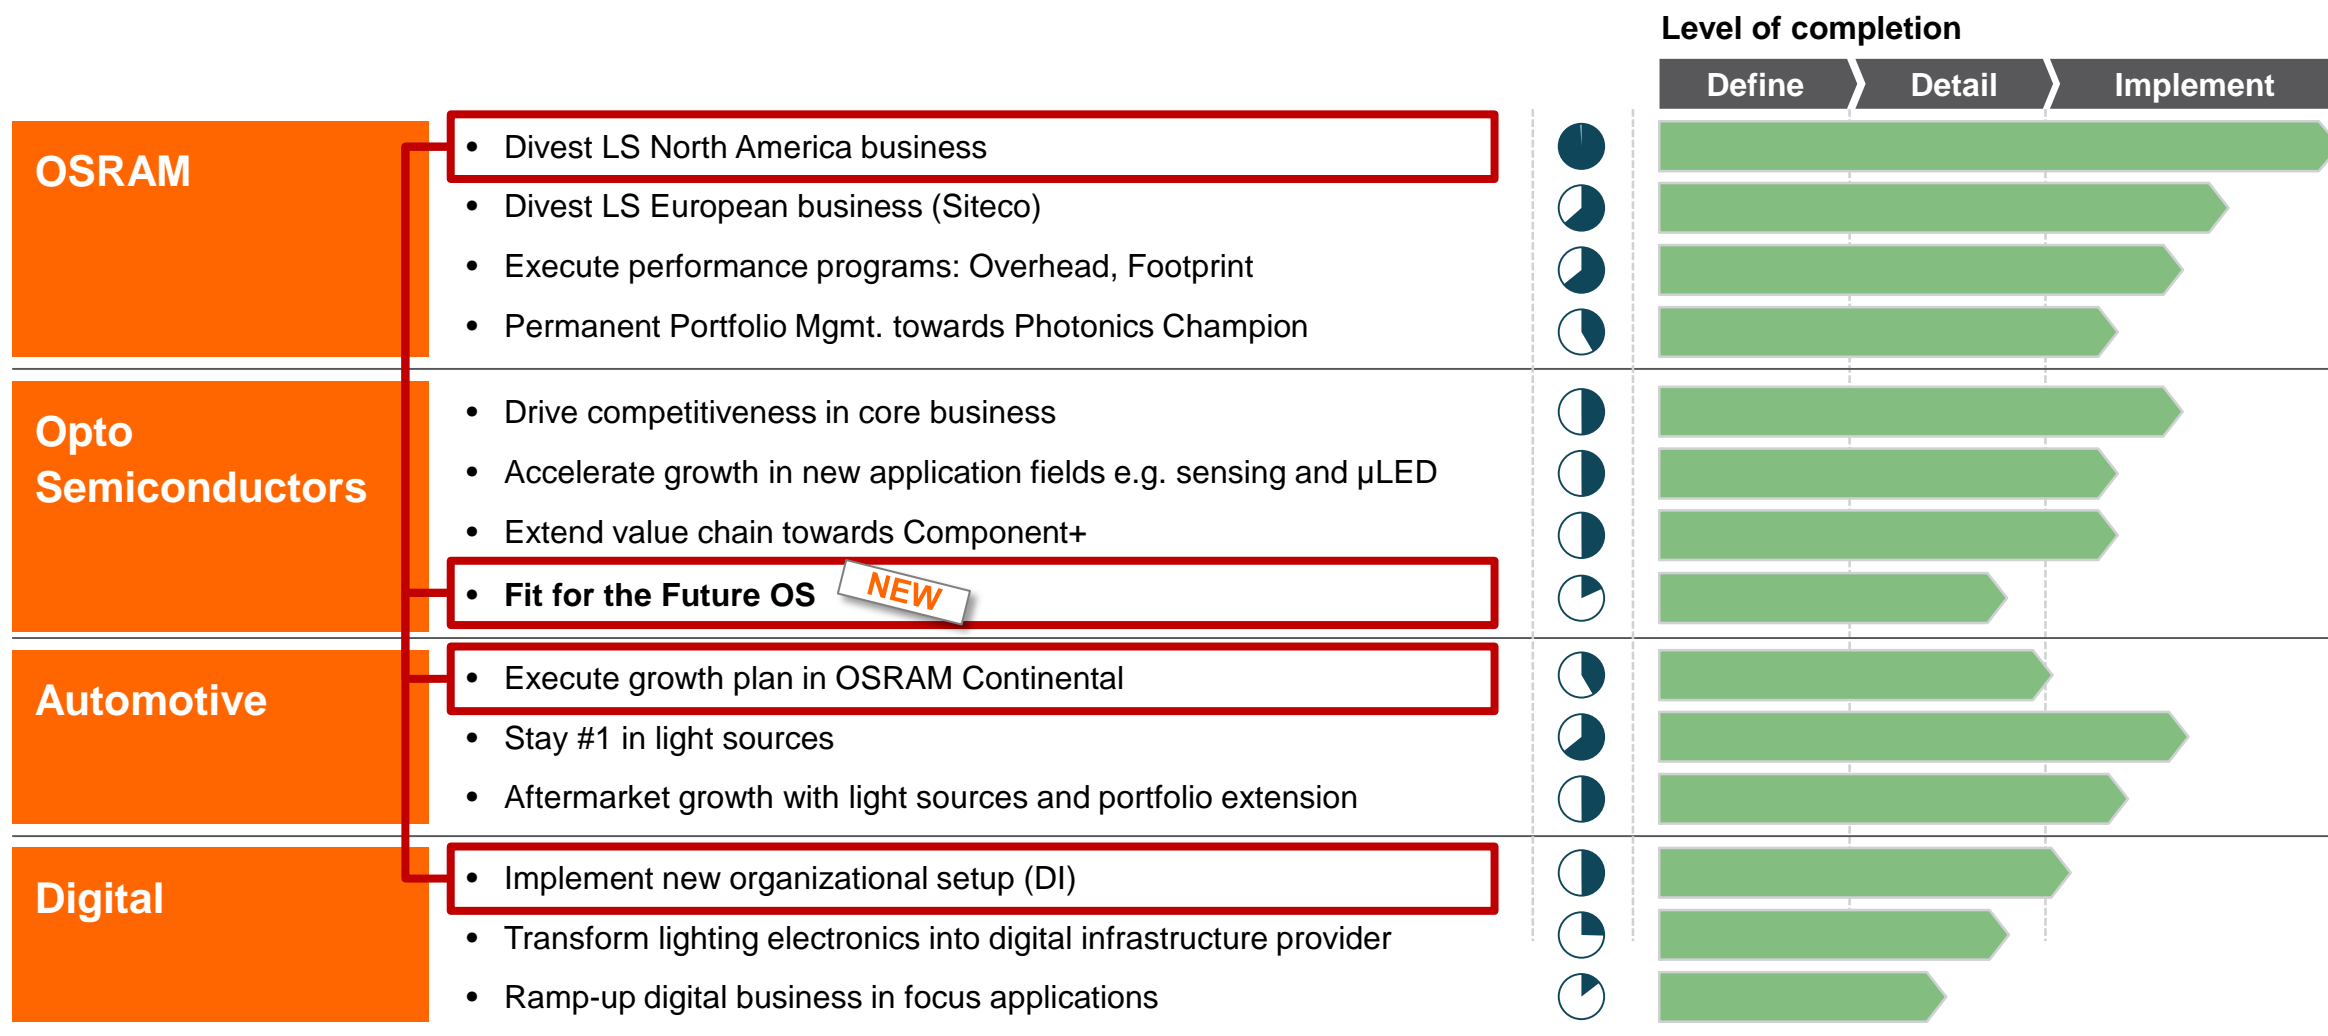 Level of completion
Define Detail Implement
OSRAM
• Divest LS North America business
• Divest LS European business (Siteco)
• Execute performance programs: Overhead, Footprint
• Permanent Portfolio Mgmt. towards Photonics Champion
Opto
Semiconductors
• Drive competitiveness in core business
• Accelerate growth in new application fields e.g. sensing and µLED
• Extend value chain towards Component+
• Fit for the Future OS NEW
Automotive
• Execute growth plan in OSRAM Continental
• Stay #1 in light sources
• Aftermarket growth with light sources and portfolio extension
Digital
• Implement new organizational setup (DI)
• Transform lighting electronics into digital infrastructure provider
• Ramp-up digital business in focus applications